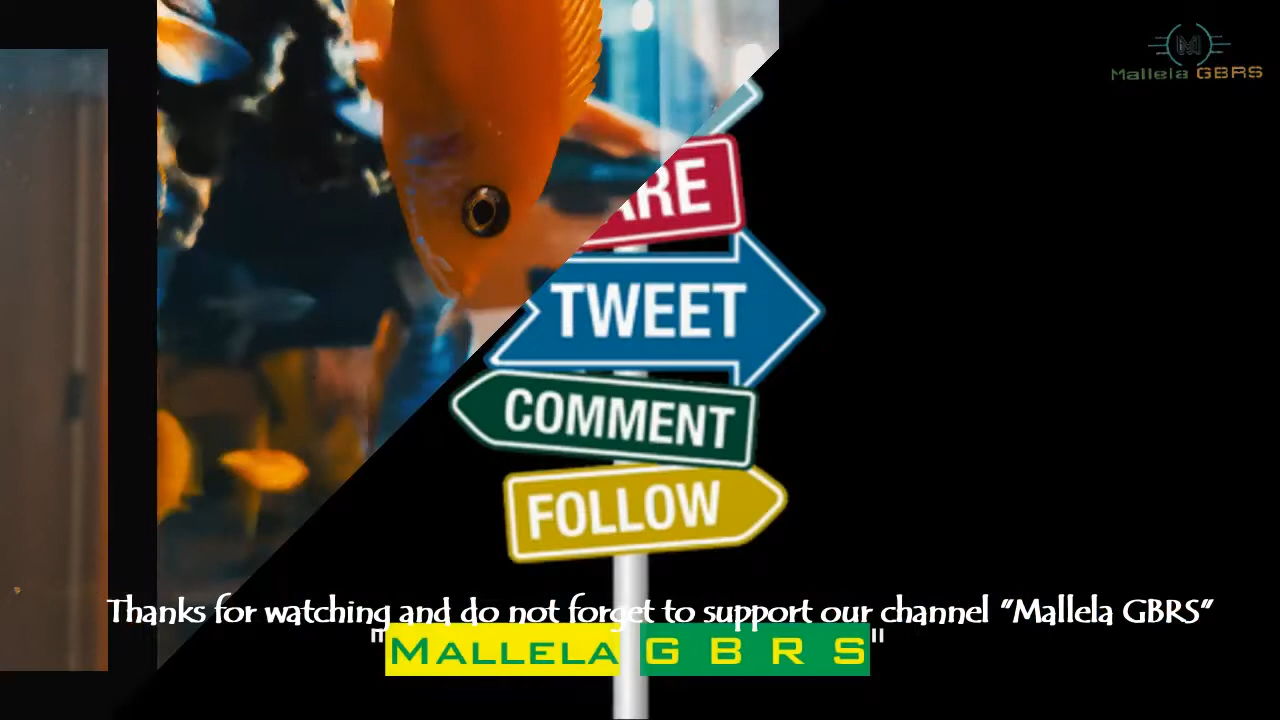 Mallela GBRS
ARE
TWEET
COMMENT
FOLLOW
Thanks for watching and do not forget to support our channel "Mallela GBRS"
"MALLELA G B R S"